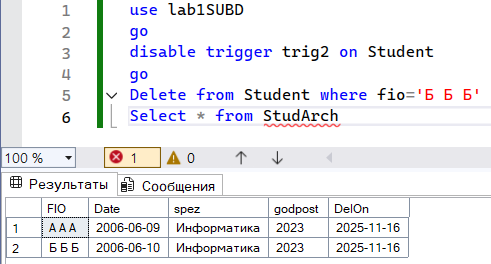 1 use lab1SUBD
2 go
3 disable trigger trig2 on Student
4 go
5 Delete from Student where fio='Б Б Б'
6 Select * from StudArch
100 % 1 0
Результаты Сообщения
FIO Date spez godpost DelOn
1 А А А 2006-06-09 Информатика 2023 2025-11-16
2 Б Б Б 2006-06-10 Информатика 2023 2025-11-16